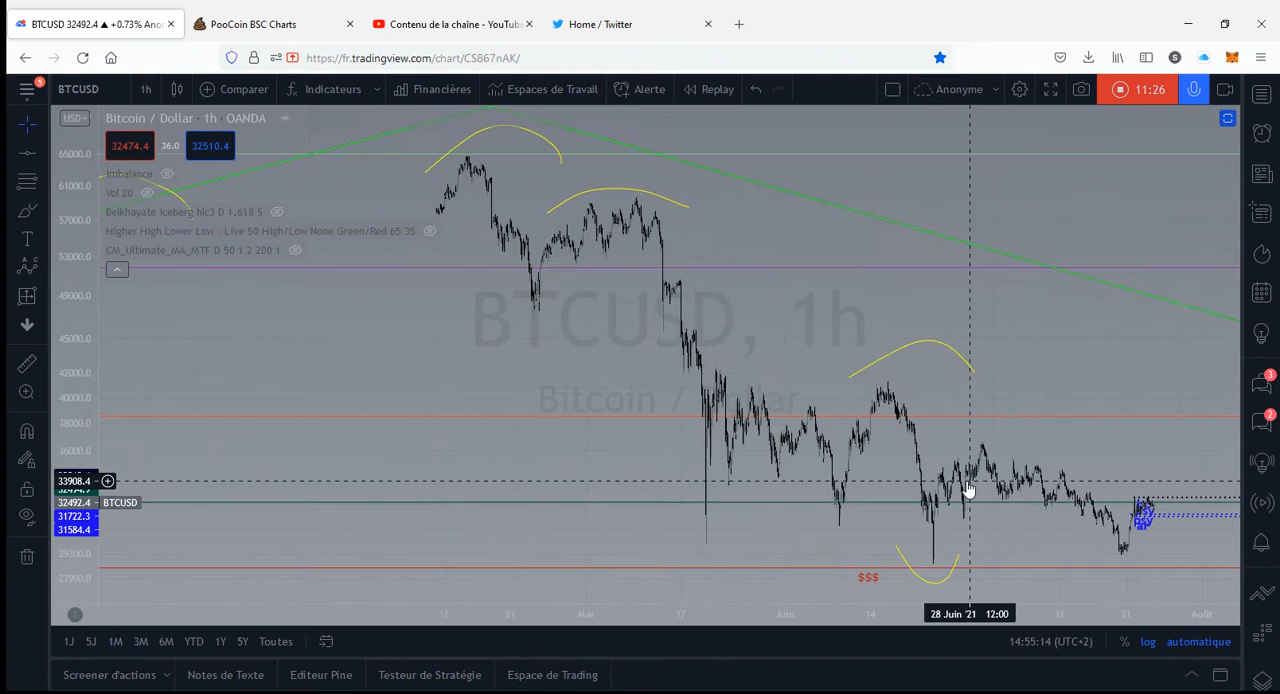 BTCUSD 32492.4 ▲ +0.73% Anor
PooCoin BSC Charts
Contenu de la chaîne - YouTube
Home / Twitter
https://fr.tradingview.com/chart/CS867nAK/
BTCUSD 1h Comparer Indicateurs Financières Espaces de Travail Alerte Replay Anonyme 11:26
USD
Bitcoin / Dollar · 1h · OANDA
32474.4 36.0 32510.4
Imbalance
Vol 20
Belkhayate Iceberg hlc3 D 1.618 5
Higher High Lower Low - Live 50 High/Low None Green/Red 65 35
CM_Ultimate_MA_MTF D 50 1 2 200 1
BTCUSD, 1h
Bitcoin / Dollar
65000.0
61000.0
57000.0
53000.0
49000.0
45000.0
42000.0
40000.0
38000.0
36000.0
33908.4
32492.4 BTCUSD
31722.3
31584.4
29300.0
27900.0
$$$
12 21 Mai 17 Juin 14 28 Juin '21 12:00 12 21 Août
1J 5J 1M 3M 6M YTD 1Y 5Y Toutes
14:55:14 (UTC+2) % log automatique
Screener d'actions Notes de Texte Editeur Pine Testeur de Stratégie Espace de Trading
5
3
2